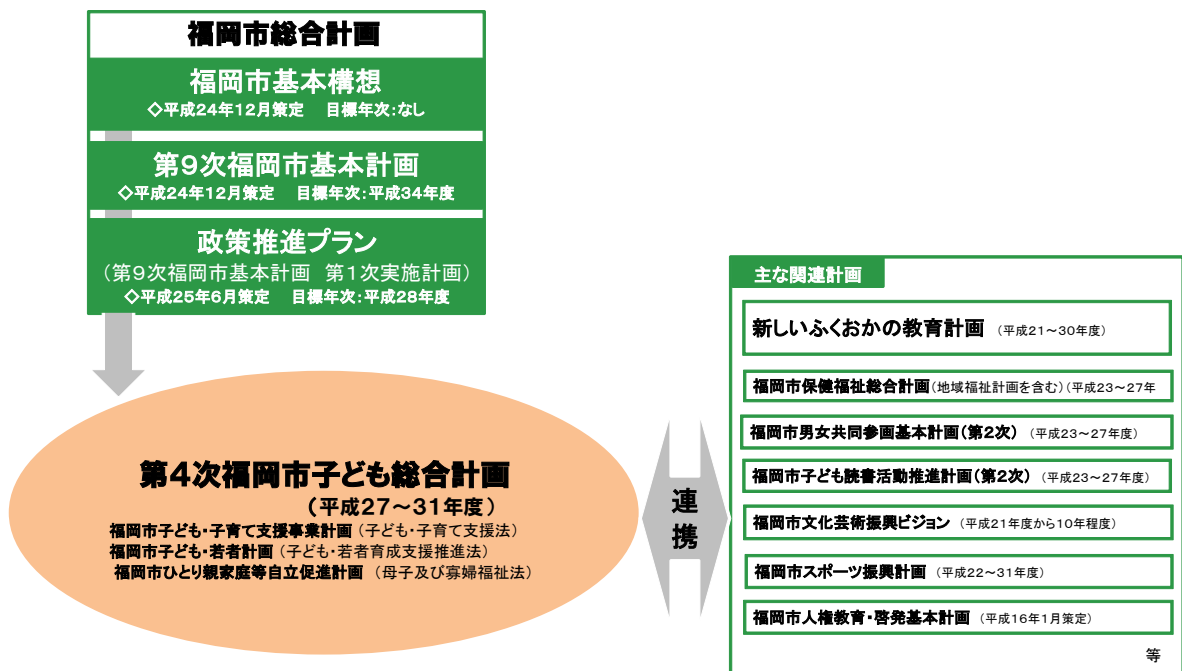 福岡市総合計画
福岡市基本構想
◇平成24年12月策定　目標年次:なし
第9次福岡市基本計画
◇平成24年12月策定　目標年次:平成34年度
政策推進プラン
（第9次福岡市基本計画　第1次実施計画）
◇平成25年6月策定　目標年次:平成28年度
第4次福岡市子ども総合計画
（平成27～31年度）
福岡市子ども・子育て支援事業計画（子ども・子育て支援法）
福岡市子ども・若者計画（子ども・若者育成支援推進法）
福岡市ひとり親家庭等自立促進計画　（母子及び寡婦福祉法）
連携
主な関連計画
新しいふくおかの教育計画　（平成21～30年度）
福岡市保健福祉総合計画（地域福祉計画を含む）（平成23～27年
福岡市男女共同参画基本計画（第2次）　（平成23～27年度）
福岡市子ども読書活動推進計画（第2次）　（平成23～27年度）
福岡市文化芸術振興ビジョン　（平成21年度から10年程度）
福岡市スポーツ振興計画　（平成22～31年度）
福岡市人権教育・啓発基本計画　（平成16年1月策定）
等